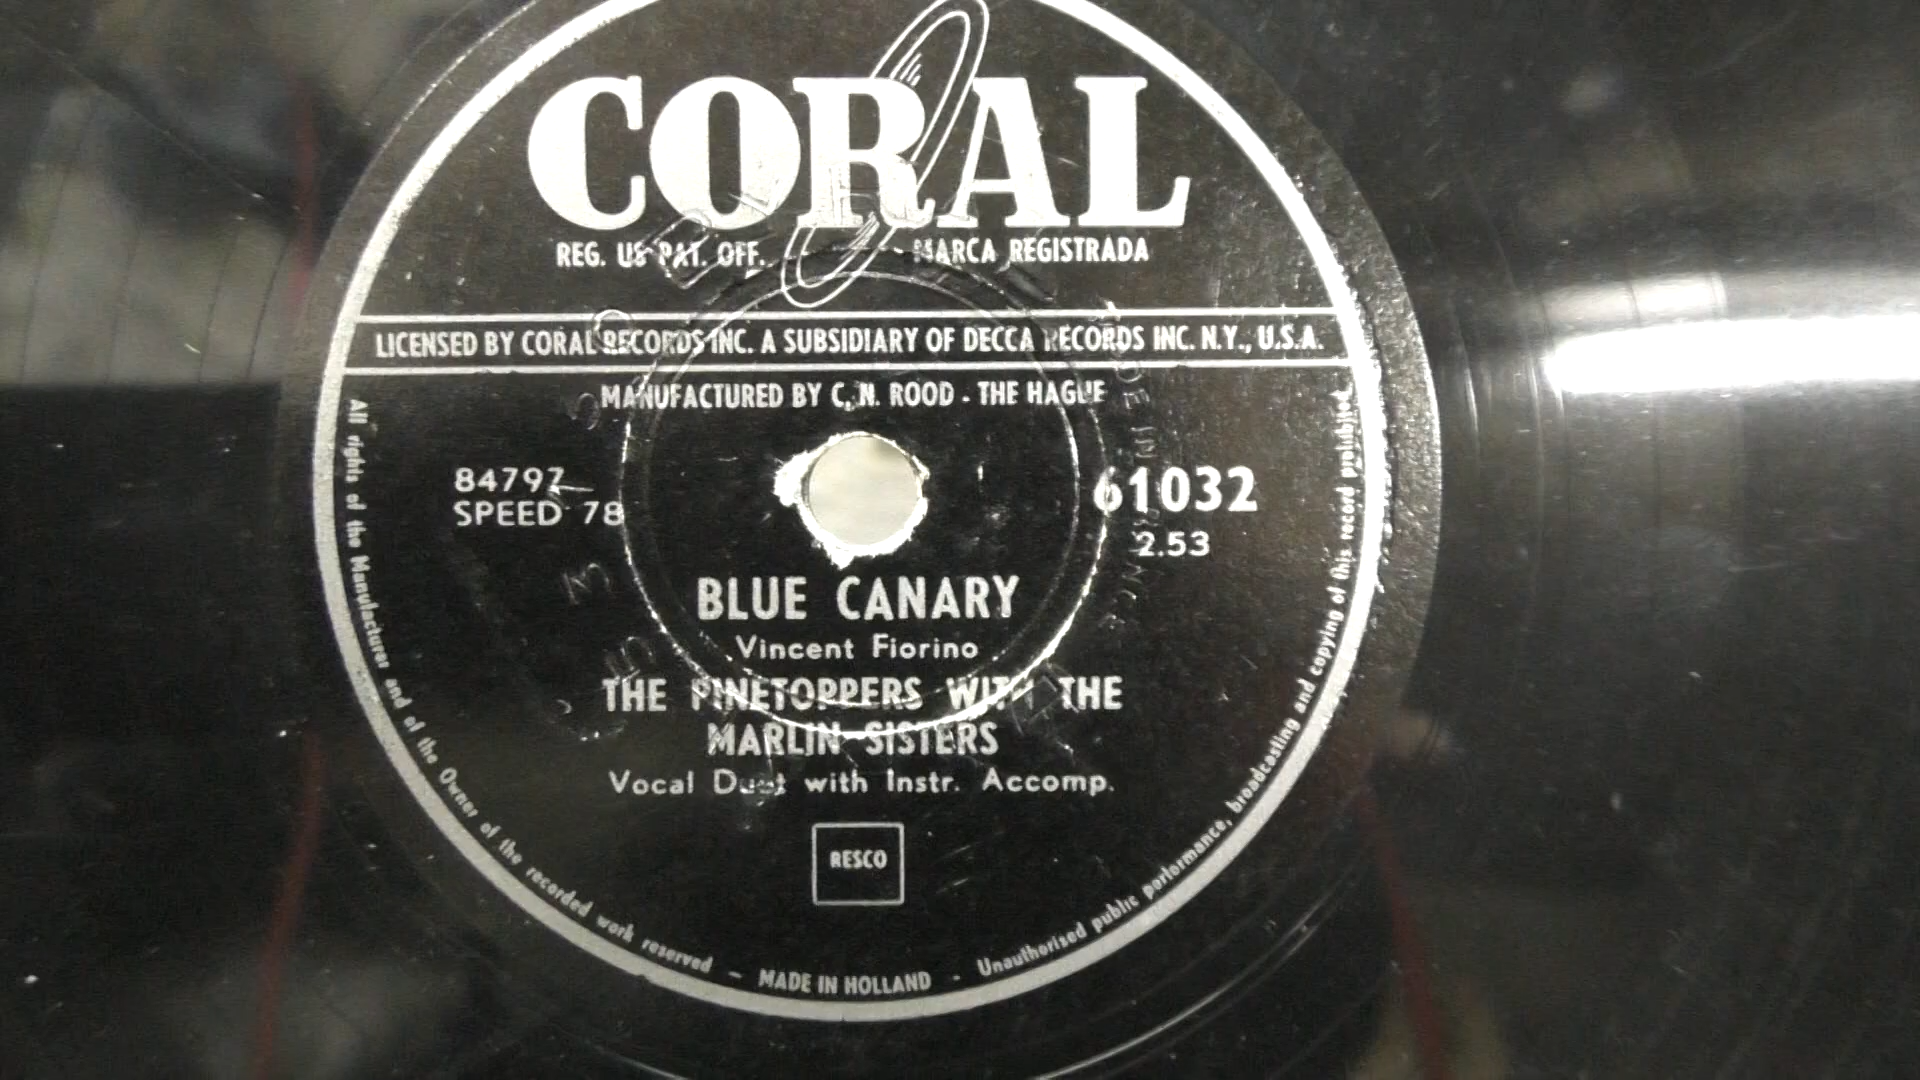 CORAL
REG. US PAT. OFF. MARCA REGISTRADA
LICENSED BY CORAL RECORDS INC. A SUBSIDIARY OF DECCA RECORDS INC. N.Y., U.S.A.
MANUFACTURED BY C. N. ROOD - THE HAGUE
84797
SPEED 78
61032
2.53
BLUE CANARY
Vincent Fiorino
THE PINETOPPERS WITH THE
MARLIN SISTERS
Vocal Duet with Instr. Accomp.
RESCO
All rights of the Manufacturer and of the Owner of the recorded work reserved - MADE IN HOLLAND - Unauthorised public performance, broadcasting and copying of this record prohibited